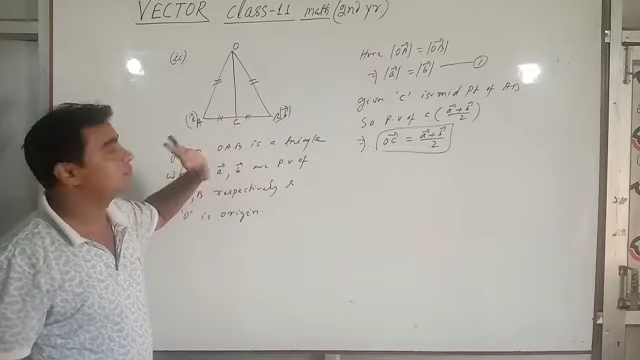 VECTOR Class-11 math (2nd yr)
(ii)
O
(a⃗) A
C
B (b⃗)
OAB is a triangle
a⃗, b⃗ are p.v of
, B respectively &
'O' is origin.
Here |OA⃗| = |OB⃗|
⇒ |a⃗| = |b⃗| —— ①
given 'C' is mid pt of AB
So p.v of C (a⃗+b⃗/2)
⇒ OC⃗ = a⃗+b⃗/2